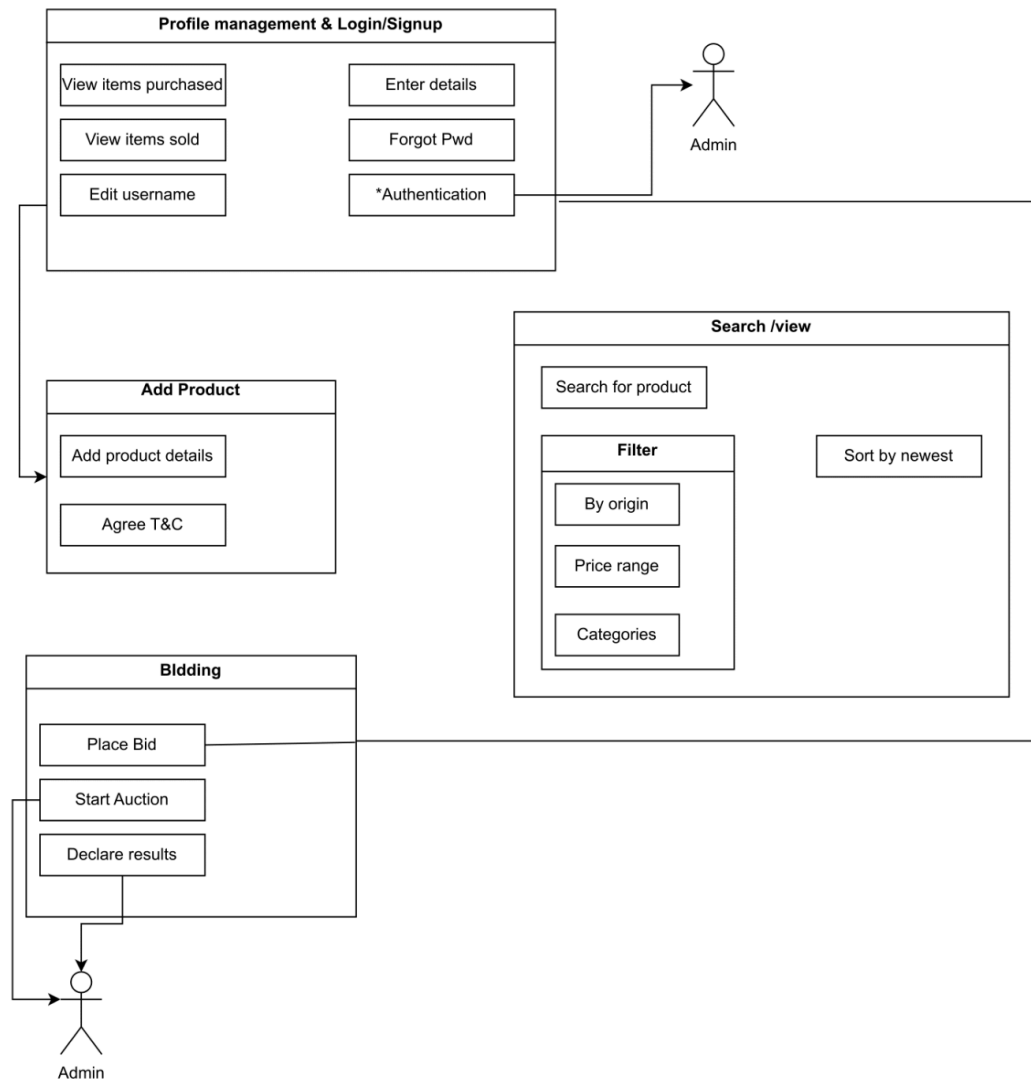 Profile management & Login/Signup
View items purchased
Enter details
View items sold
Forgot Pwd
Edit username
*Authentication
Admin
Search /view
Search for product
Add Product
Add product details
Agree T&C
Filter
Sort by newest
By origin
Price range
Categories
BIdding
Place Bid
Start Auction
Declare results
Admin